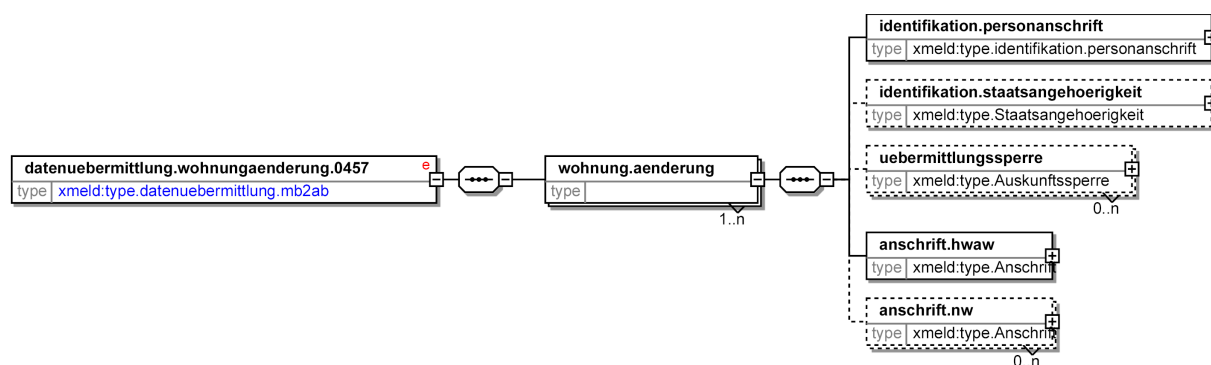 identifikation.personanschrift
type xmeld:type.identifikation.personanschrift
identifikation.staatsangehoerigkeit
type xmeld:type.Staatsangehoerigkeit
datenuebermittlung.wohnungaenderung.0457 e
type xmeld:type.datenuebermittlung.mb2ab
wohnung.aenderung
type
1..n
uebermittlungssperre
type xmeld:type.Auskunftssperre
0..n
anschrift.hwaw
type xmeld:type.Anschrift
anschrift.nw
type xmeld:type.Anschrift
0..n